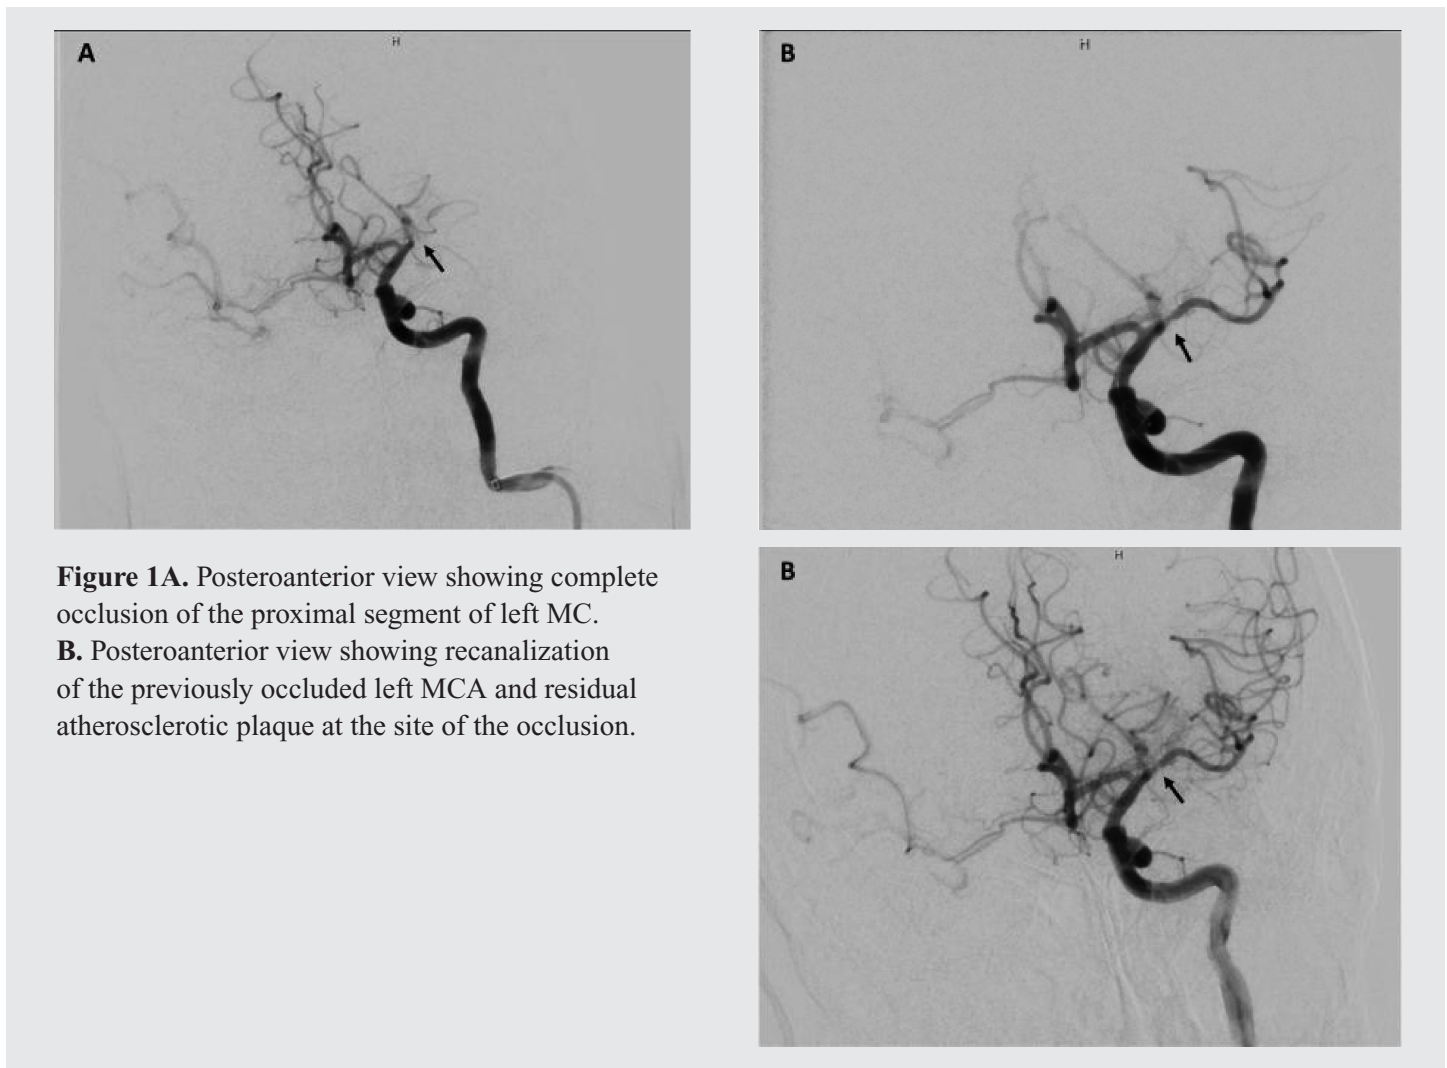 A
H
B
H
Figure 1A. Posteroanterior view showing complete
occlusion of the proximal segment of left MC.
B. Posteroanterior view showing recanalization
of the previously occluded left MCA and residual
atherosclerotic plaque at the site of the occlusion.
B
H